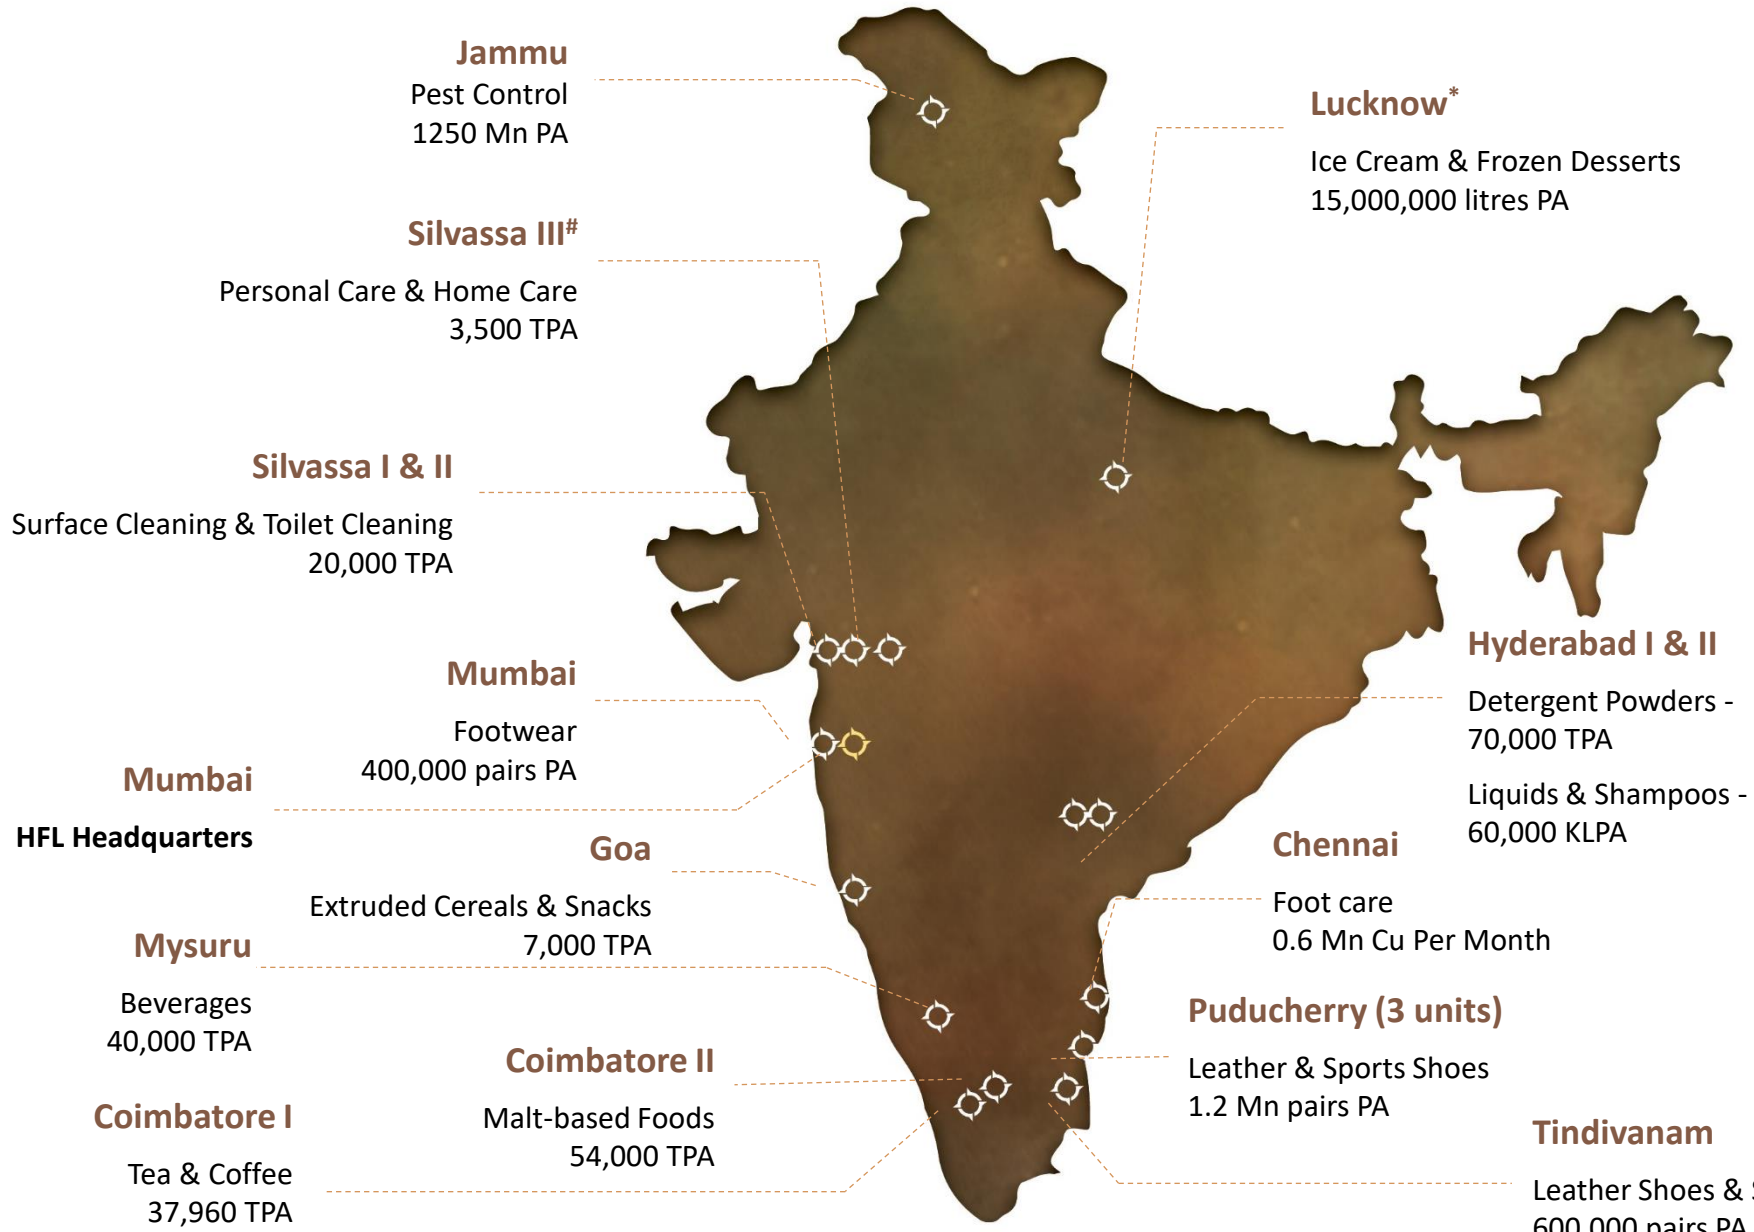 Jammu
Pest Control
1250 Mn PA
Lucknow*
Ice Cream & Frozen Desserts
15,000,000 litres PA
Silvassa III#
Personal Care & Home Care
3,500 TPA
Silvassa I & II
Surface Cleaning & Toilet Cleaning
20,000 TPA
Mumbai
Footwear
400,000 pairs PA
Mumbai
HFL Headquarters
Hyderabad I & II
Detergent Powders -
70,000 TPA
Liquids & Shampoos -
60,000 KLPA
Goa
Extruded Cereals & Snacks
7,000 TPA
Chennai
Foot care
0.6 Mn Cu Per Month
Mysuru
Beverages
40,000 TPA
Puducherry (3 units)
Leather & Sports Shoes
1.2 Mn pairs PA
Coimbatore II
Malt-based Foods
54,000 TPA
Coimbatore I
Tea & Coffee
37,960 TPA
Tindivanam
Leather Shoes &
600,000 pairs PA